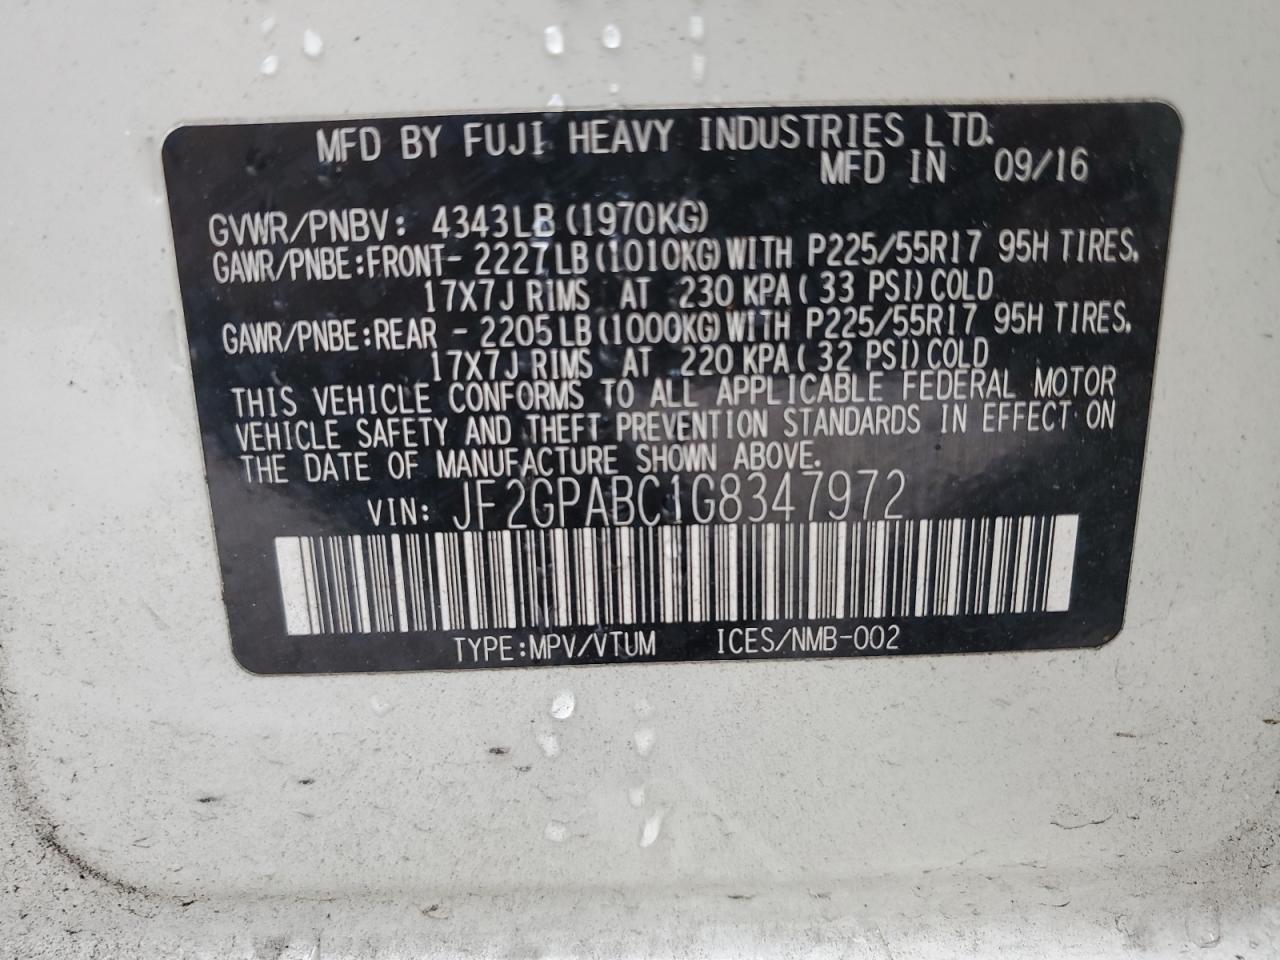 MFD BY FUJI HEAVY INDUSTRIES LTD.
MFD IN 09/16
GVWR/PNBV: 4343LB(1970KG)
GAWR/PNBE:FRONT- 2227LB(1010KG)WITH P225/55R17 95H TIRES,
17X7J RIMS AT 230 KPA( 33 PSI)COLD
GAWR/PNBE:REAR - 2205LB(1000KG)WITH P225/55R17 95H TIRES,
17X7J RIMS AT 220 KPA( 32 PSI)COLD
THIS VEHICLE CONFORMS TO ALL APPLICABLE FEDERAL MOTOR
VEHICLE SAFETY AND THEFT PREVENTION STANDARDS IN EFFECT ON
THE DATE OF MANUFACTURE SHOWN ABOVE.
VIN: JF2GPABC1G8347972
TYPE:MPV/VTUM ICES/NMB-002